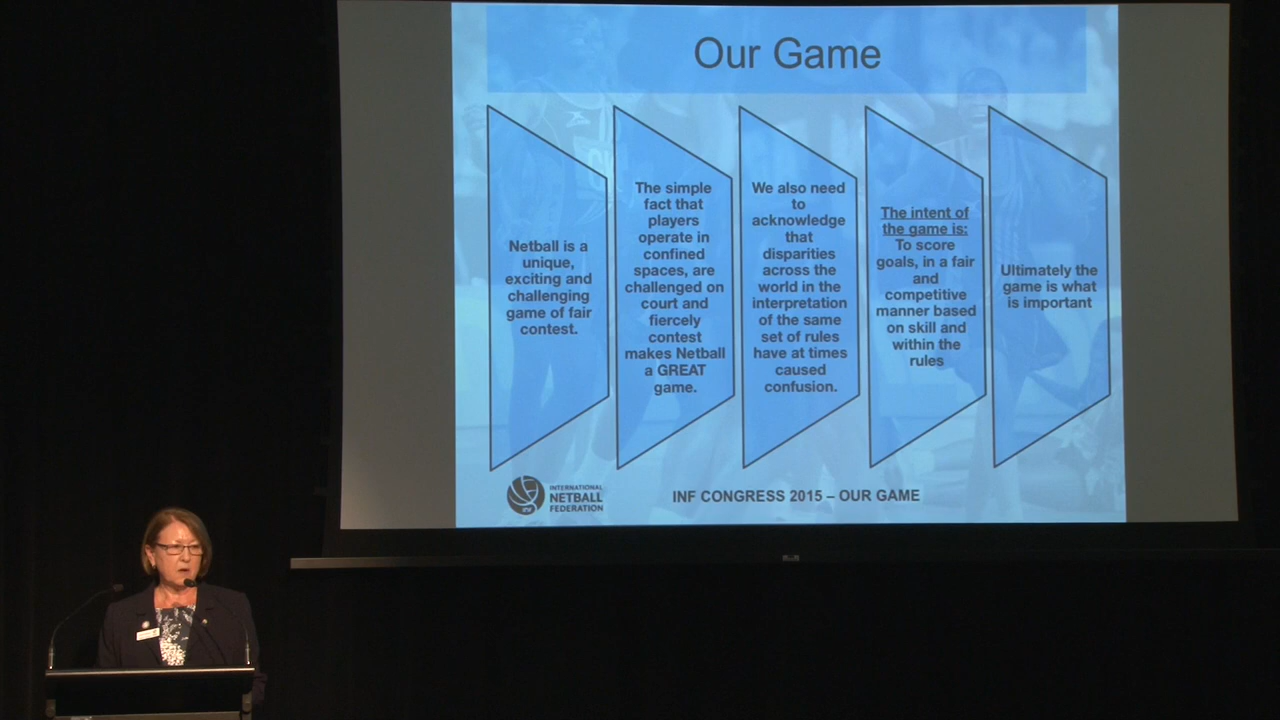 Our Game
Netball is a
unique,
exciting and
challenging
game of fair
contest.
The simple
fact that
players
operate in
confined
spaces, are
challenged on
court and
fiercely
contest
makes Netball
a GREAT
game.
We also need
to
acknowledge
that
disparities
across the
world in the
interpretation
of the same
set of rules
have at times
caused
confusion.
The intent of
the game is:
To score
goals, in a fair
and
competitive
manner based
on skill and
within the
rules
Ultimately the
game is what
is important
INTERNATIONAL
NETBALL
FEDERATION
INF CONGRESS 2015 – OUR GAME